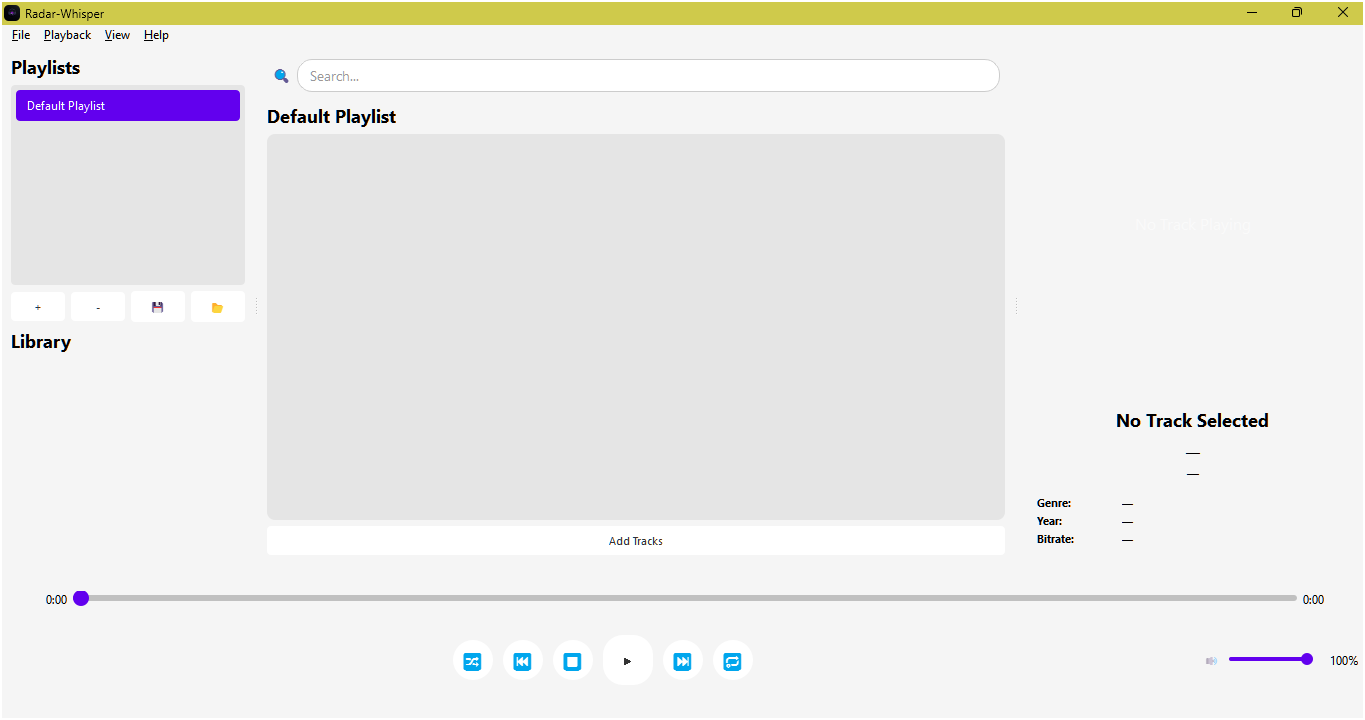 Radar-Whisper
File Playback View Help
Playlists
Default Playlist
+ -
Library
Search...
Default Playlist
Add Tracks
No Track Playing
No Track Selected
—
—
Genre: —
Year: —
Bitrate: —
0:00 0:00
100%